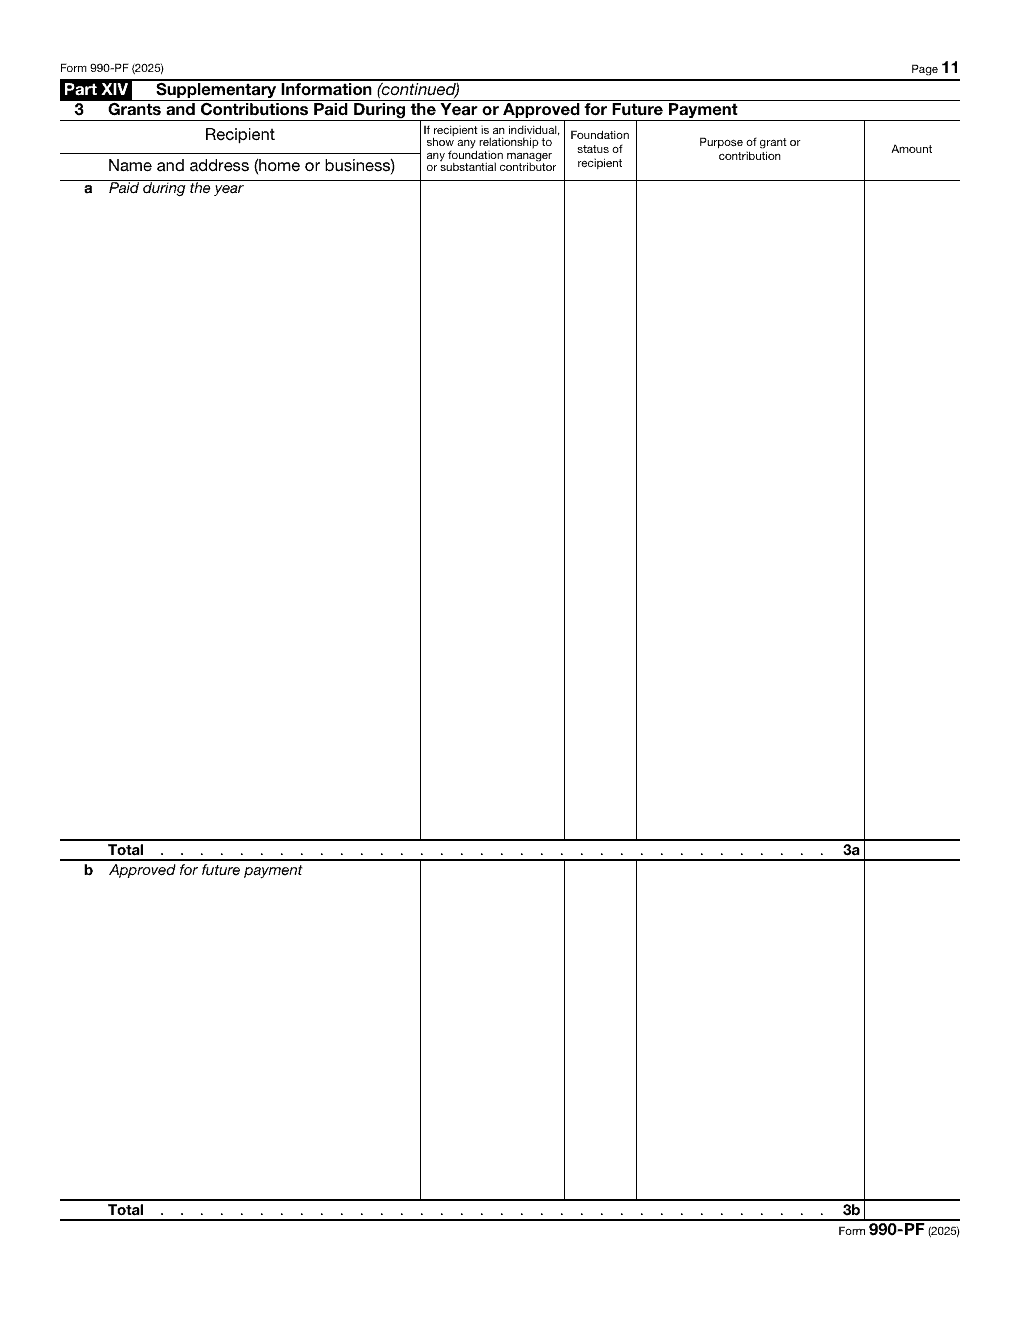 Form 990-PF (2025) Page 11
Part XIV Supplementary Information (continued)
3 Grants and Contributions Paid During the Year or Approved for Future Payment
Recipient
Name and address (home or business)
If recipient is an individual,
show any relationship to
any foundation manager
or substantial contributor
Foundation
status of
recipient
Purpose of grant or
contribution
Amount
a Paid during the year
Total . . . . . . . . . . . . . . . . . . . . . . . . . . . . . . . . . . 3a
b Approved for future payment
Total . . . . . . . . . . . . . . . . . . . . . . . . . . . . . . . . . . 3b
Form 990-PF (2025)